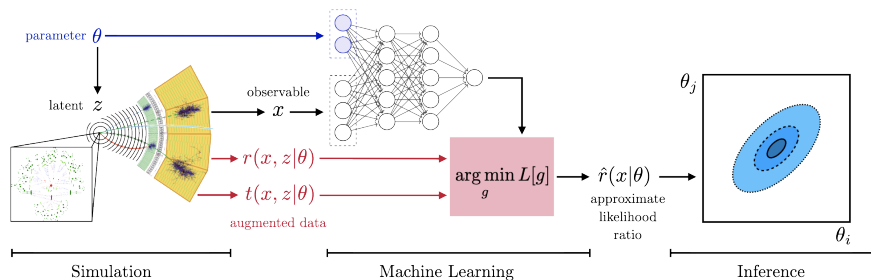 parameter θ
latent z
observable
x
r(x, z|θ)
t(x, z|θ)
augmented data
arg min L[g]
g
r̂(x|θ)
approximate
likelihood
ratio
θj
θi
Simulation
Machine Learning
Inference